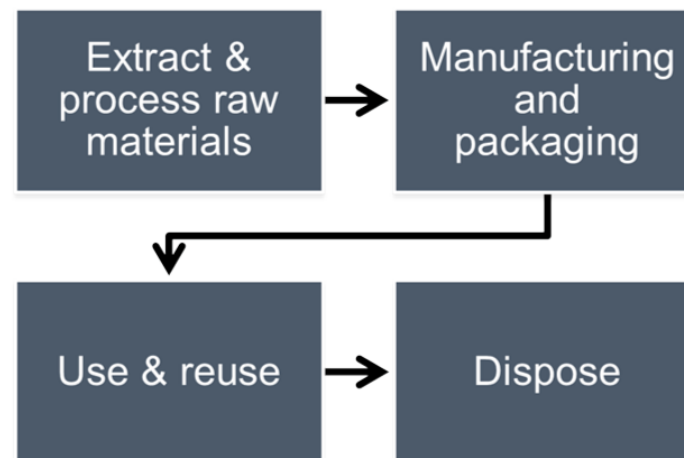 Extract &
process raw
materials
Manufacturing
and
packaging
Use & reuse
Dispose